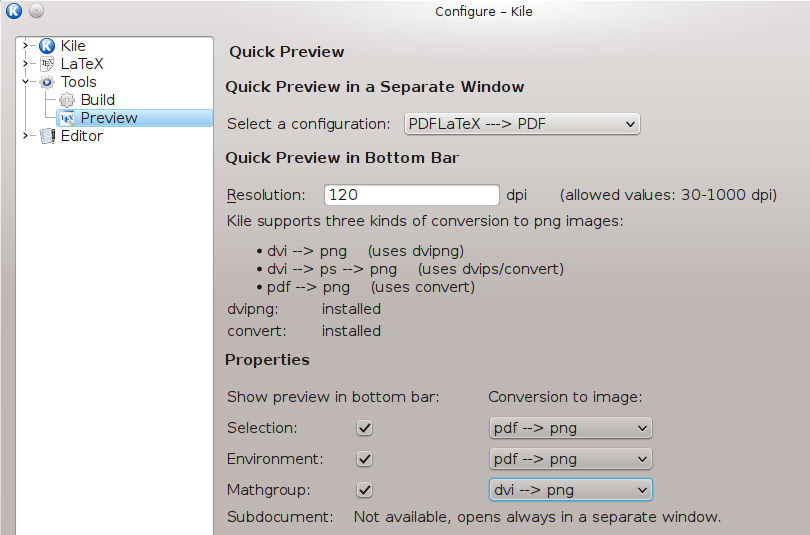 Configure – Kile
Kile
LaTeX
Tools
Build
Preview
Editor
Quick Preview
Quick Preview in a Separate Window
Select a configuration: PDFLaTeX ---> PDF
Quick Preview in Bottom Bar
Resolution: 120 dpi (allowed values: 30-1000 dpi)
Kile supports three kinds of conversion to png images:
• dvi --> png (uses dvipng)
• dvi --> ps --> png (uses dvips/convert)
• pdf --> png (uses convert)
dvipng: installed
convert: installed
Properties
Show preview in bottom bar: Conversion to image:
Selection: pdf --> png
Environment: pdf --> png
Mathgroup: dvi --> png
Subdocument: Not available, opens always in a separate window.